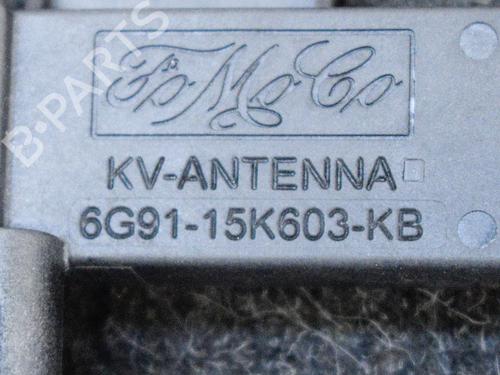 B-PARTS
FoMoCo
KV-ANTENNA
6G91-15K603-KB